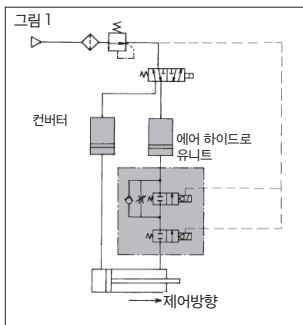 그림 1
컨버터
에어 하이드로
유니트
제어방향